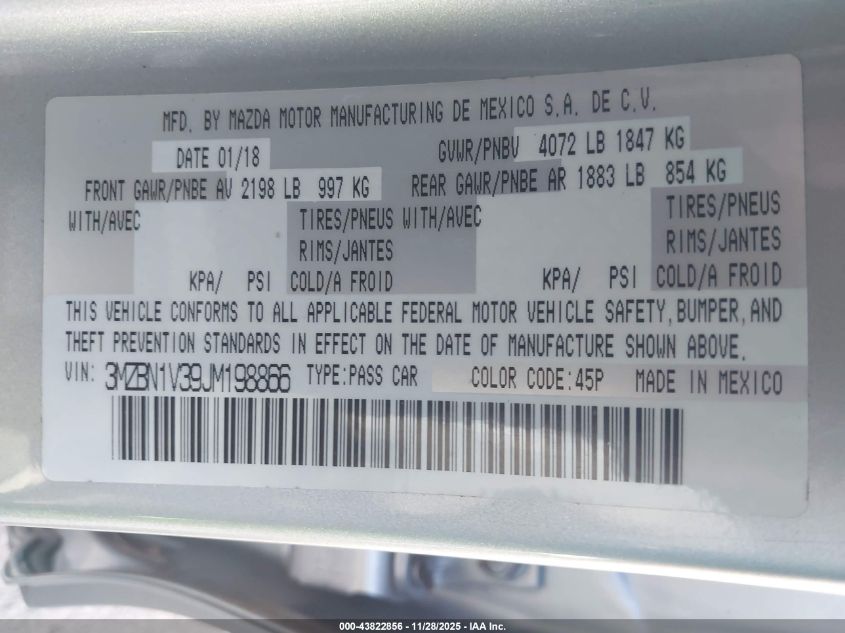 MFD. BY MAZDA MOTOR MANUFACTURING DE MEXICO S.A. DE C.V.
DATE 01/18 GVWR/PNBV 4072 LB 1847 KG
FRONT GAWR/PNBE AV 2198 LB 997 KG REAR GAWR/PNBE AR 1883 LB 854 KG
WITH/AVEC TIRES/PNEUS WITH/AVEC TIRES/PNEUS
RIMS/JANTES RIMS/JANTES
KPA/ PSI COLD/A FROID KPA/ PSI COLD/A FROID
THIS VEHICLE CONFORMS TO ALL APPLICABLE FEDERAL MOTOR VEHICLE SAFETY,BUMPER,AND
THEFT PREVENTION STANDARDS IN EFFECT ON THE DATE OF MANUFACTURE SHOWN ABOVE.
VIN: 3MZBN1V39JM198866 TYPE:PASS CAR COLOR CODE:45P MADE IN MEXICO
000-43822856 | 11/28/2025 - IAA Inc.